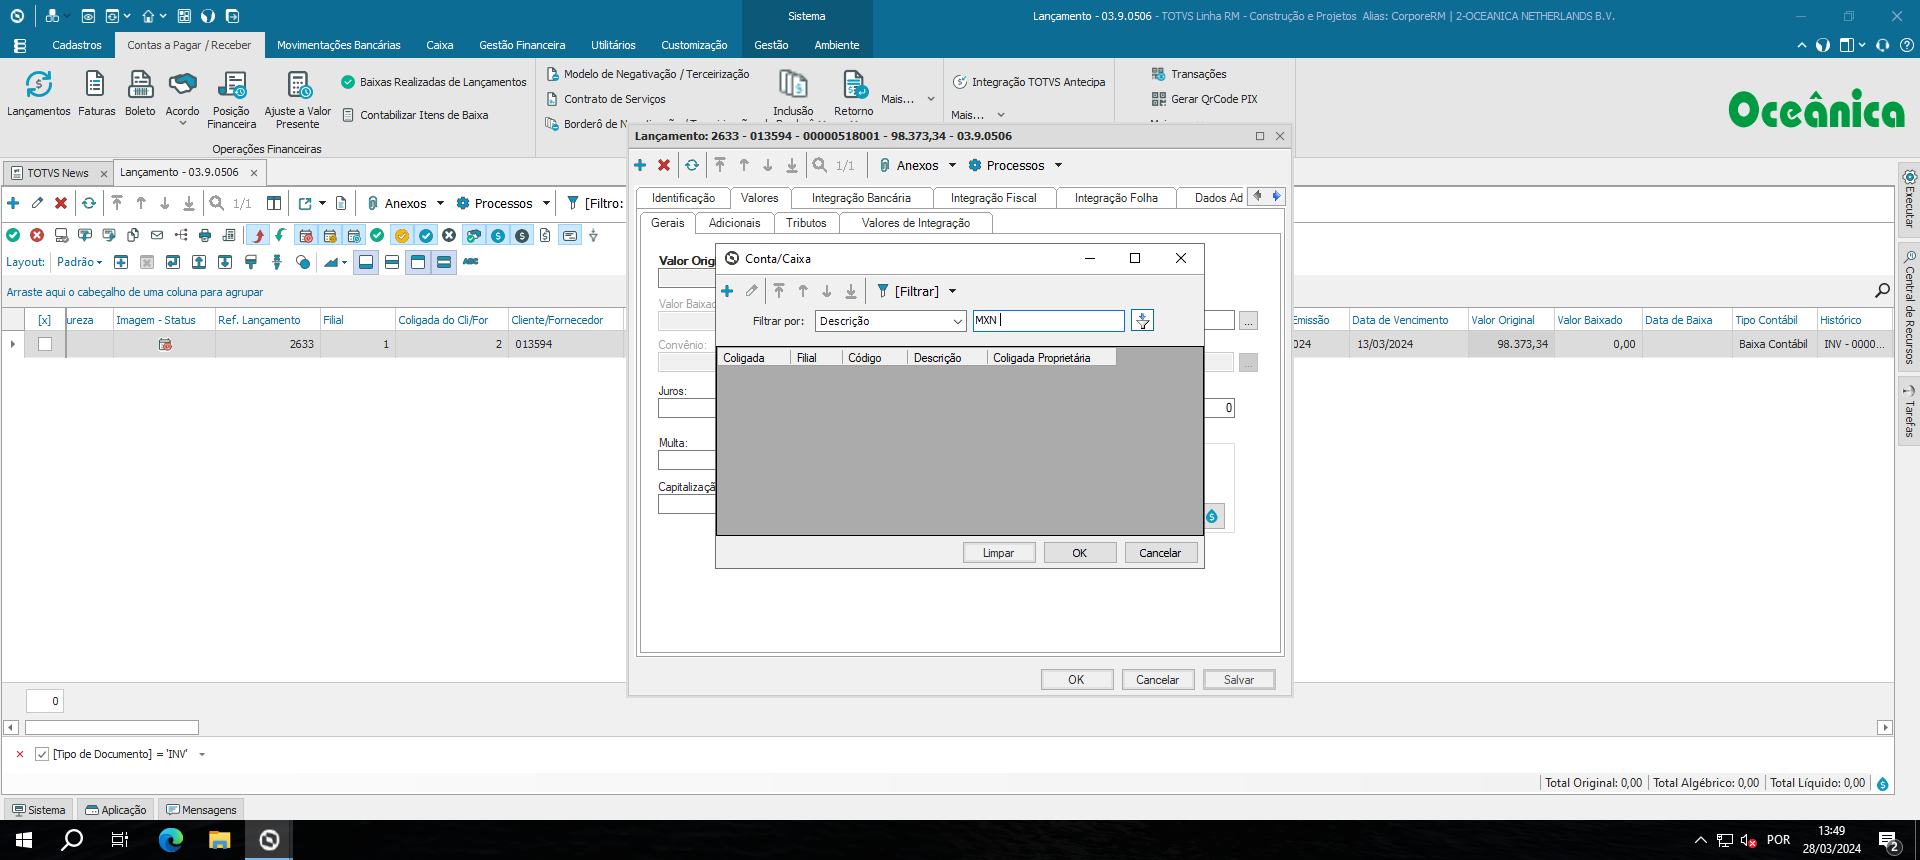 Sistema
Lançamento - 03.9.0506 - TOTVS Linha RM - Construção e Projetos Alias: CorporeRM | 2-OCEANICA NETHERLANDS B.V.
Cadastros
Contas a Pagar / Receber
Movimentações Bancárias
Caixa
Gestão Financeira
Utilitários
Customização
Gestão
Ambiente
Lançamentos
Faturas
Boleto
Acordo
Posição Financeira
Ajuste a Valor Presente
Baixas Realizadas de Lançamentos
Contabilizar Itens de Baixa
Operações Financeiras
Modelo de Negativação / Terceirização
Contrato de Serviços
Borderô de
Inclusão
Retorno
Mais...
Integração TOTVS Antecipa
Mais...
Transações
Gerar QrCode PIX
Oceânica
TOTVS News
Lançamento - 03.9.0506
1/1
Anexos
Processos
[Filtro:
Layout:
Padrão
ABC
Arraste aqui o cabeçalho de uma coluna para agrupar
[x]
ureza
Imagem - Status
Ref. Lançamento
Filial
Coligada do Cli/For
Cliente/Fornecedor
2633
1
2
013594
Lançamento: 2633 - 013594 - 00000518001 - 98.373,34 - 03.9.0506
1/1
Anexos
Processos
Identificação
Valores
Integração Bancária
Integração Fiscal
Integração Folha
Dados Ad
Gerais
Adicionais
Tributos
Valores de Integração
Valor Orig
Valor Baixado
Convênio:
Juros:
Multa:
Capitalizaçã
...
...
0
Conta/Caixa
[Filtrar]
Filtrar por:
Descrição
MXN
Coligada
Filial
Código
Descrição
Coligada Proprietária
Limpar
OK
Cancelar
OK
Cancelar
Salvar
Emissão
Data de Vencimento
Valor Original
Valor Baixado
Data de Baixa
Tipo Contábil
Histórico
024
13/03/2024
98.373,34
0,00
Baixa Contábil
INV - 0000...
Executar
Central de Recursos
Tarefas
0
[Tipo de Documento] = 'INV'
Total Original: 0,00
Total Algébrico: 0,00
Total Líquido: 0,00
Sistema
Aplicação
Mensagens
POR
13:49
28/03/2024
2